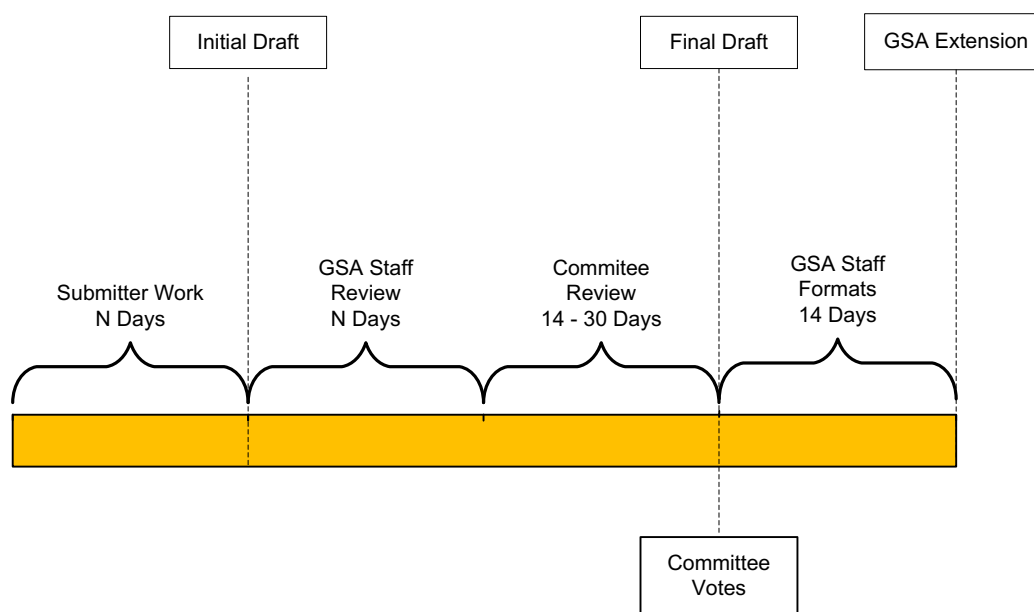 Initial Draft
Final Draft
GSA Extension
Submitter Work
N Days
GSA Staff
Review
N Days
Commitee
Review
14 - 30 Days
GSA Staff
Formats
14 Days
Committee
Votes